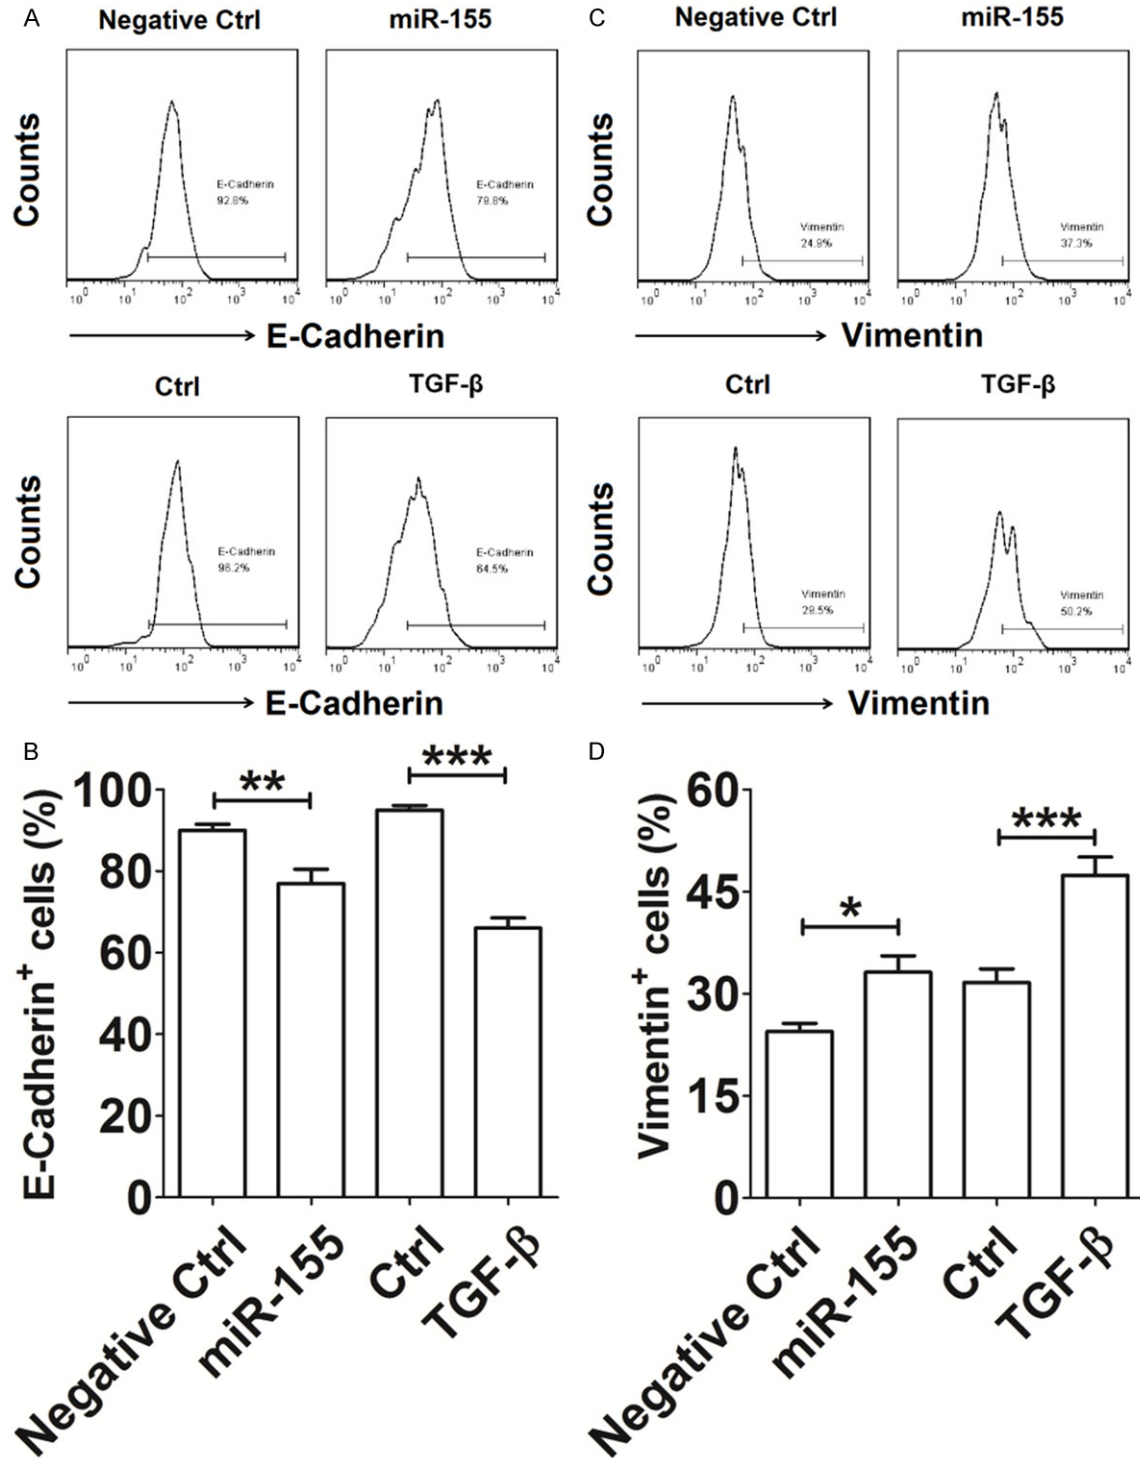 A
Negative Ctrl
miR-155
Counts
E-Cadherin
92.8%
10^0 10^1 10^2 10^3 10^4
E-Cadherin
79.8%
10^0 10^1 10^2 10^3 10^4
E-Cadherin
Ctrl
TGF-β
Counts
E-Cadherin
96.2%
10^0 10^1 10^2 10^3 10^4
E-Cadherin
64.5%
10^0 10^1 10^2 10^3 10^4
E-Cadherin
C
Negative Ctrl
miR-155
Counts
Vimentin
24.9%
10^0 10^1 10^2 10^3 10^4
Vimentin
37.3%
10^0 10^1 10^2 10^3 10^4
Vimentin
Ctrl
TGF-β
Counts
Vimentin
29.5%
10^0 10^1 10^2 10^3 10^4
Vimentin
50.2%
10^0 10^1 10^2 10^3 10^4
Vimentin
B
E-Cadherin+ cells (%)
100
80
60
40
20
0
**
***
Negative Ctrl
miR-155
Ctrl
TGF-β
D
Vimentin+ cells (%)
60
45
30
15
0
*
***
Negative Ctrl
miR-155
Ctrl
TGF-β